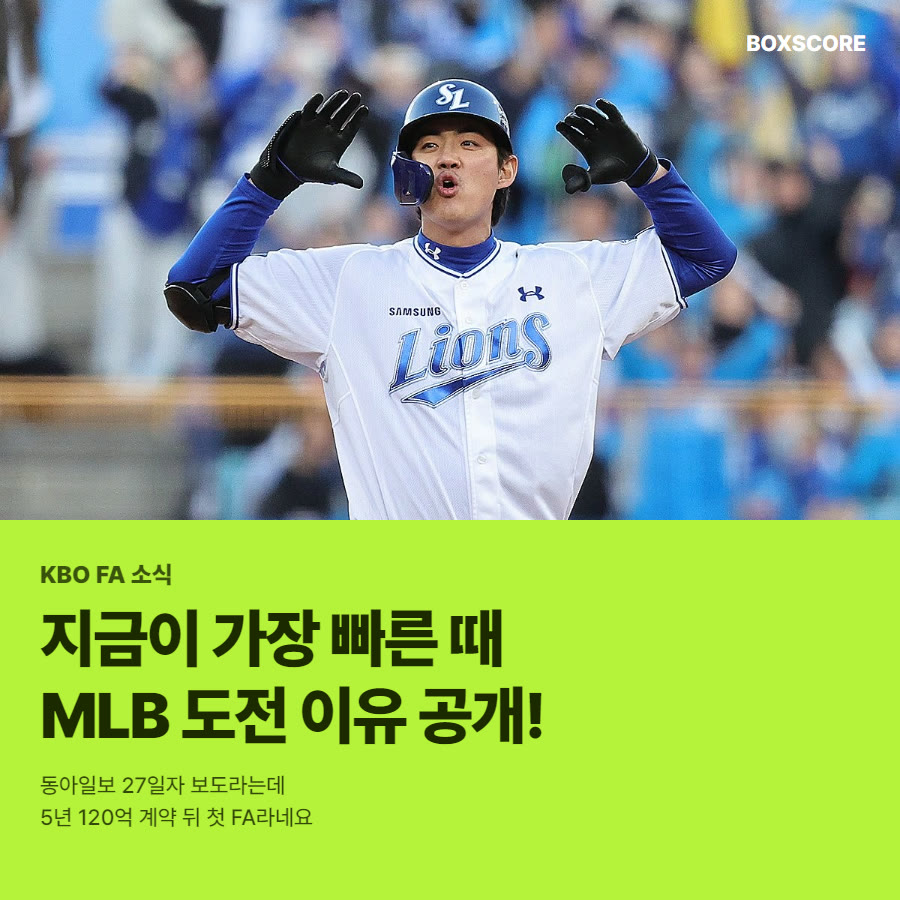 BOXSCORE
SL
SAMSUNG
Lions
KBO FA 소식
지금이 가장 빠른 때
MLB 도전 이유 공개!
동아일보 27일자 보도라는데
5년 120억 계약 뒤 첫 FA라네요